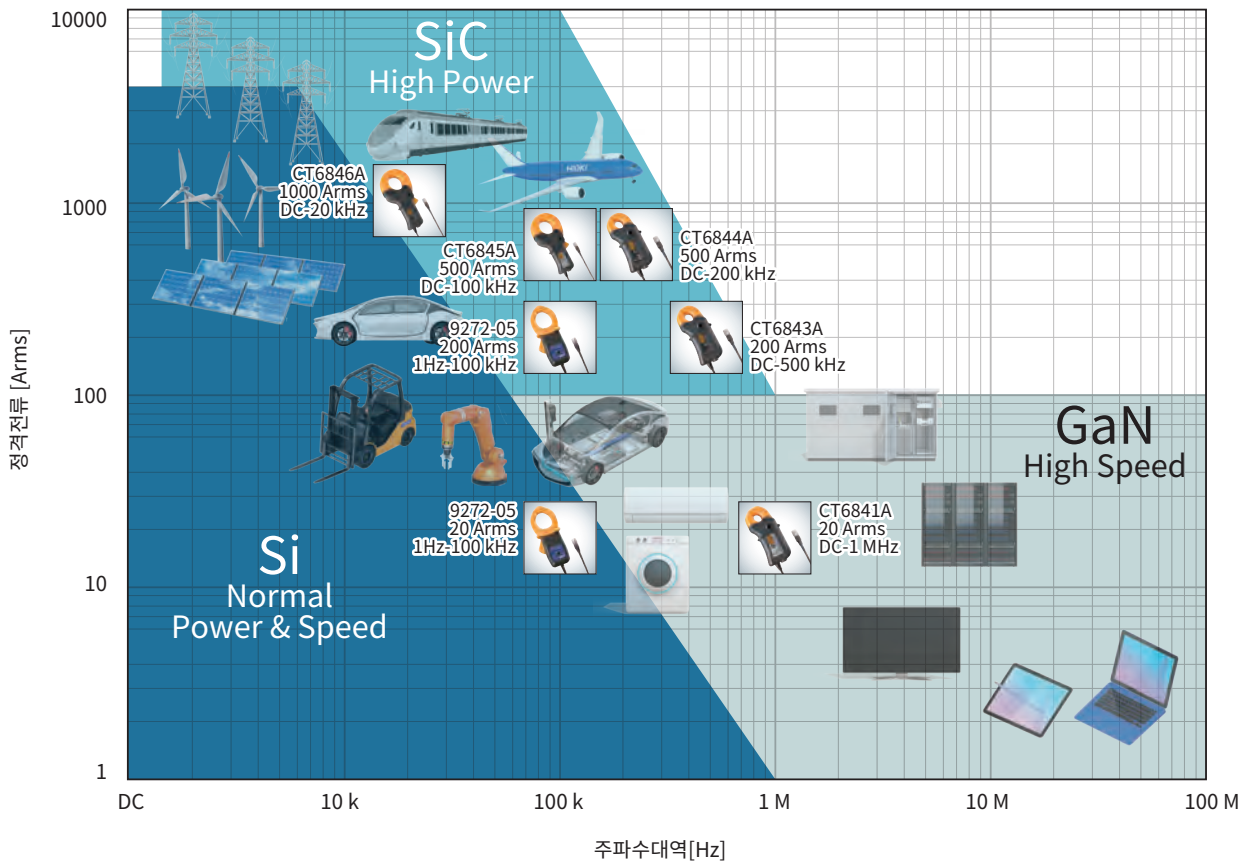 10000
1000
100
10
1
정격전류 [Arms]
SiC
High Power
HIOKI
CT6846A
1000 Arms
DC-20 kHz
CT6845A
500 Arms
DC-100 kHz
CT6844A
500 Arms
DC-200 kHz
9272-05
200 Arms
1Hz-100 kHz
CT6843A
200 Arms
DC-500 kHz
GaN
High Speed
9272-05
20 Arms
1Hz-100 kHz
CT6841A
20 Arms
DC-1 MHz
Si
Normal
Power & Speed
DC
10 k
100 k
1 M
10 M
100 M
주파수대역[Hz]